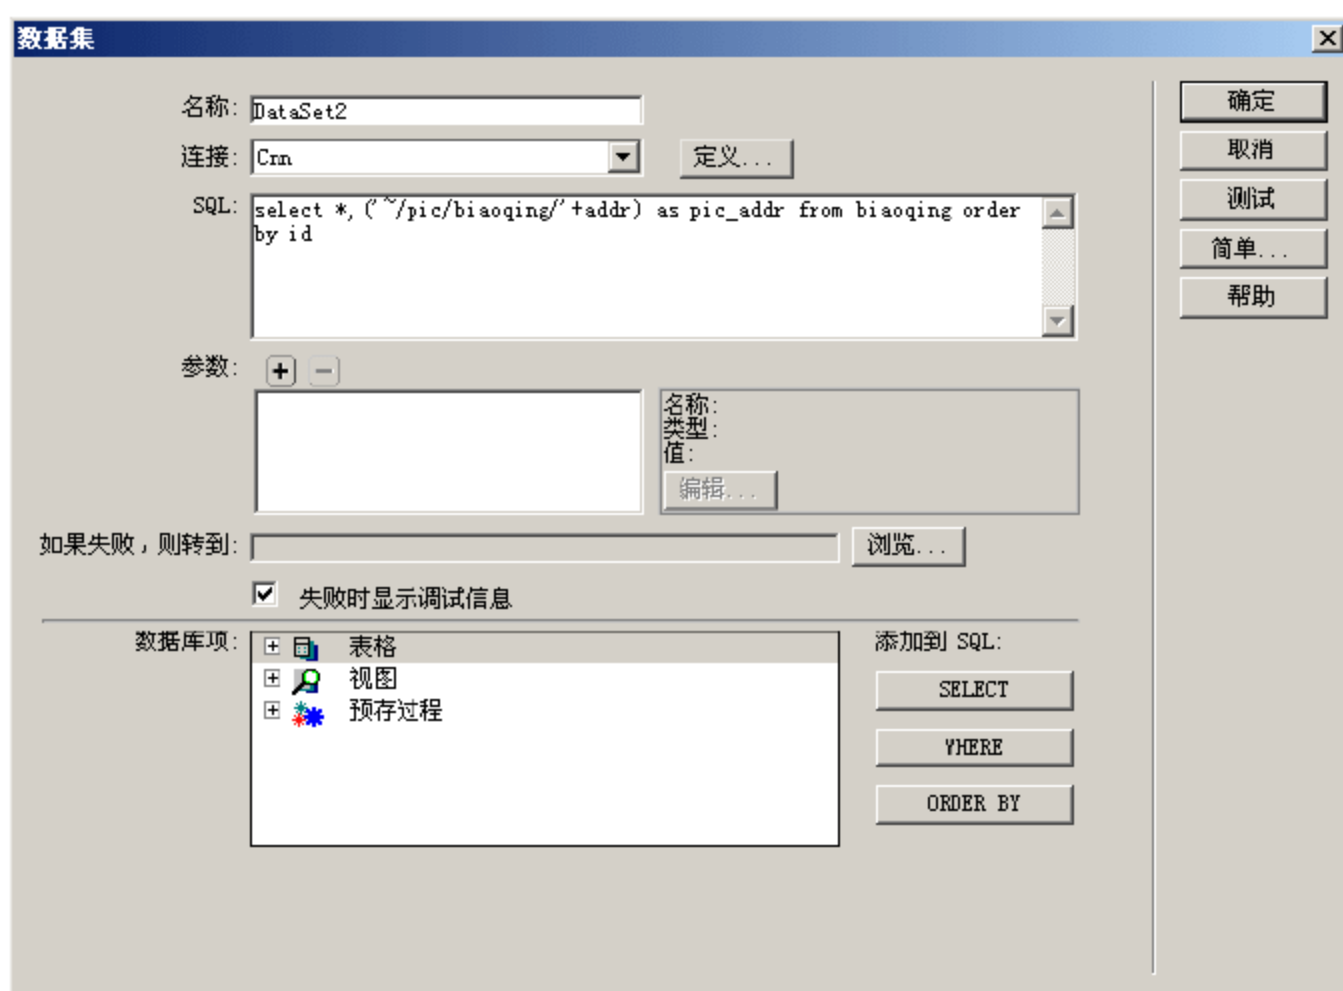 数据集
名称:
DataSet2
确定
连接:
Cnn
定义...
取消
SQL:
select *,('~/pic/biaoqing/'+addr) as pic_addr from biaoqing order
by id
测试
简单...
帮助
参数:
名称:
类型:
值:
编辑...
如果失败，则转到:
浏览...
失败时显示调试信息
数据库项:
表格
视图
预存过程
添加到 SQL:
SELECT
WHERE
ORDER BY